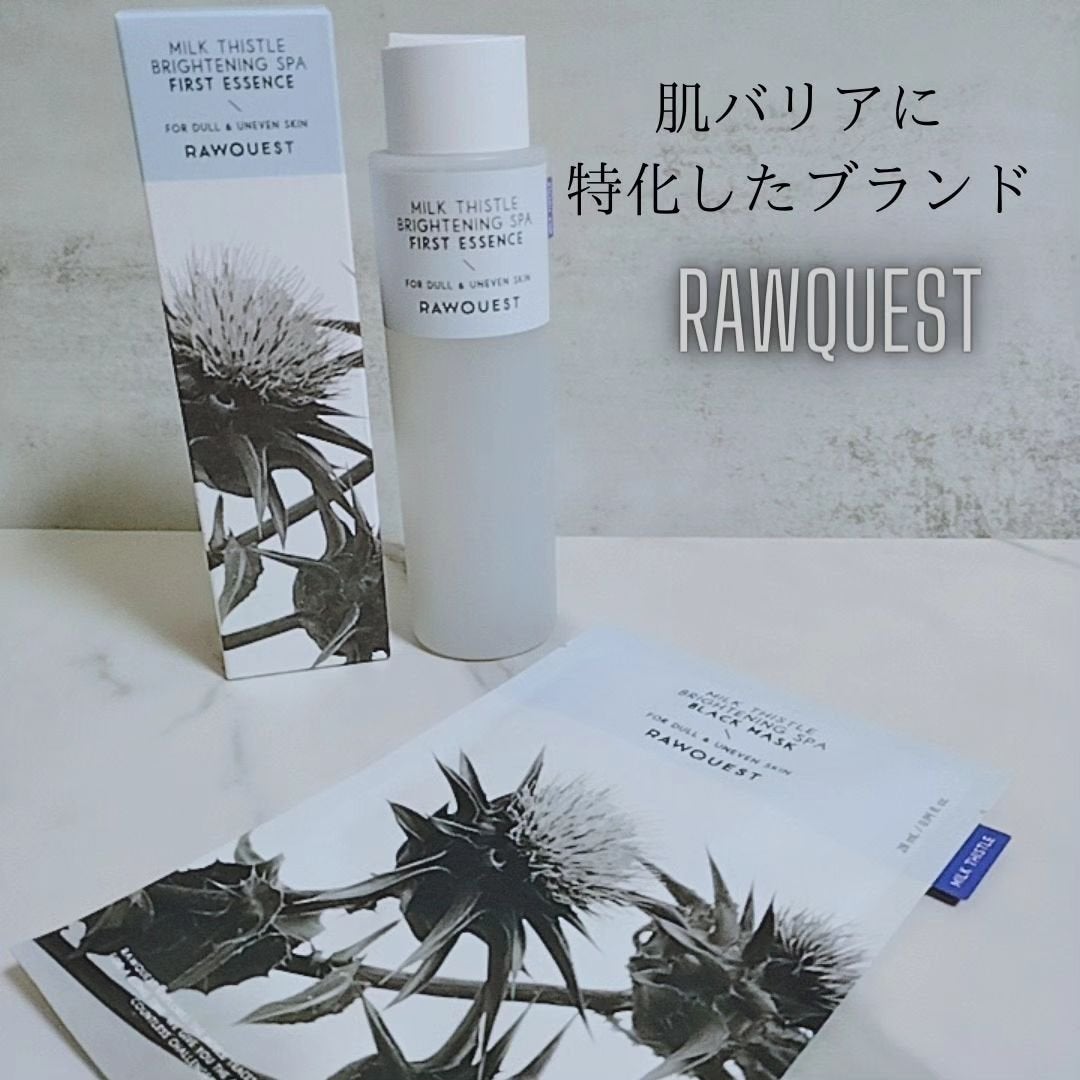 MILK THISTLE
BRIGHTENING SPA
FIRST ESSENCE
FOR DULL & UNEVEN SKIN
RAWQUEST
MILK THISTLE
BRIGHTENING SPA
FIRST ESSENCE
FOR DULL & UNEVEN SKIN
RAWQUEST
肌バリアに
特化したブランド
RAWQUEST
MILK THISTLE
BRIGHTENING SPA
BLACK MASK
FOR DULL & UNEVEN SKIN
RAWQUEST
MILK THISTLE